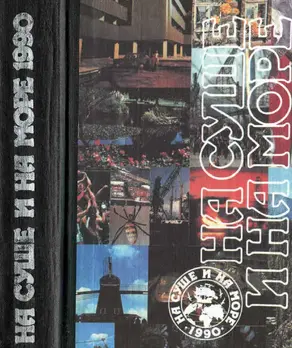 НА СУШЕ И НА МОРЕ 1990
НА СУШЕ
И НА МОРЕ
НА СУШЕ И НА МОРЕ
·1990·